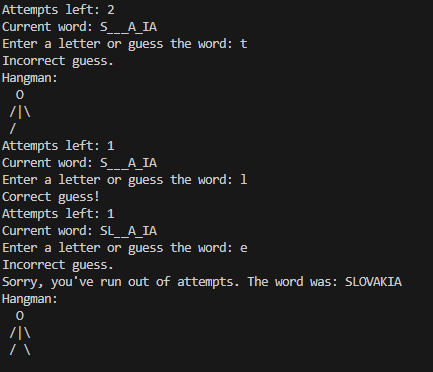 Attempts left: 2
Current word: S___A_IA
Enter a letter or guess the word: t
Incorrect guess.
Hangman:
  O
 /|\
 /
Attempts left: 1
Current word: S___A_IA
Enter a letter or guess the word: l
Correct guess!
Attempts left: 1
Current word: SL__A_IA
Enter a letter or guess the word: e
Incorrect guess.
Sorry, you've run out of attempts. The word was: SLOVAKIA
Hangman:
  O
 /|\
 / \